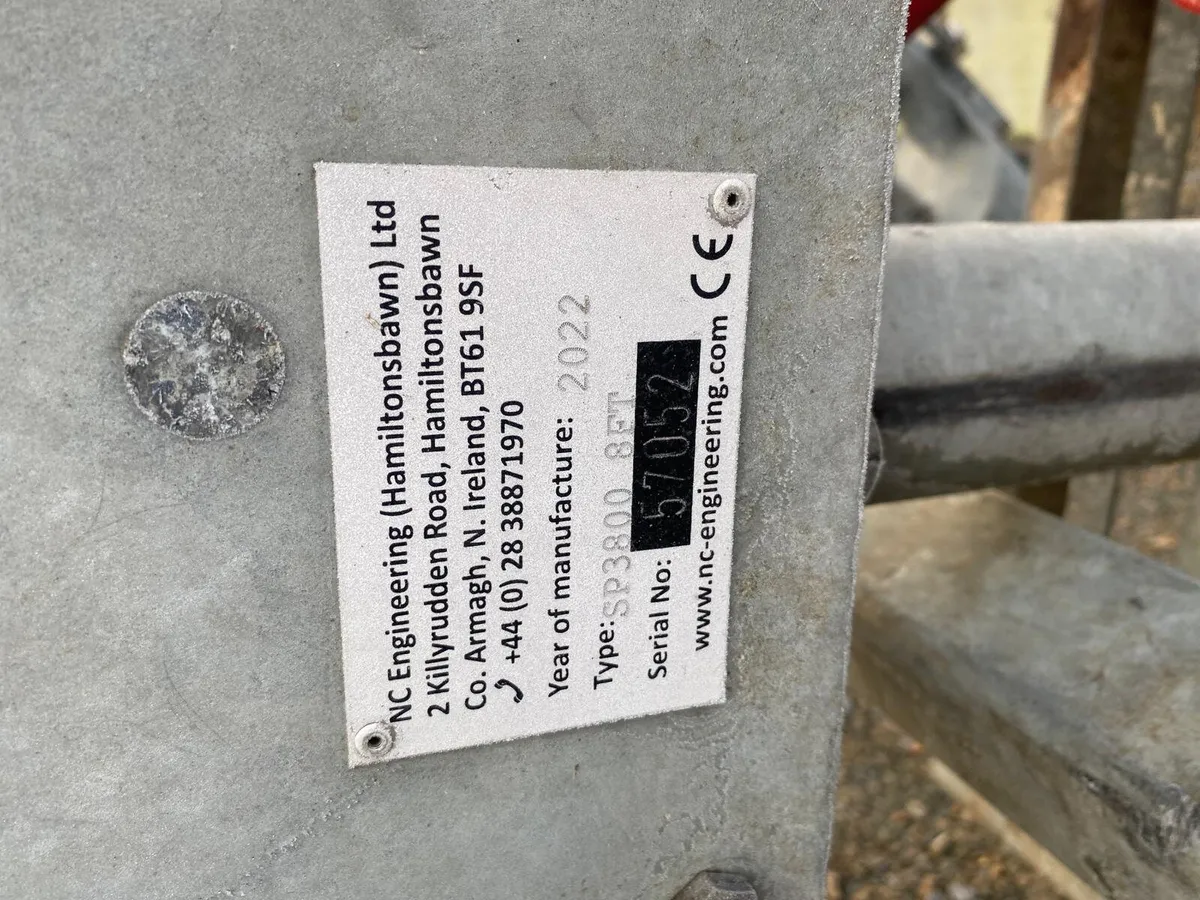 NC Engineering (Hamiltonsbawn) Ltd
2 Killyrudden Road, Hamiltonsbawn
Co. Armagh, N. Ireland, BT61 9SF
+44 (0) 28 38871970
Year of manufacture: 2022
Type: SP3800 8FT
Serial No: 57052
www.nc-engineering.com CE